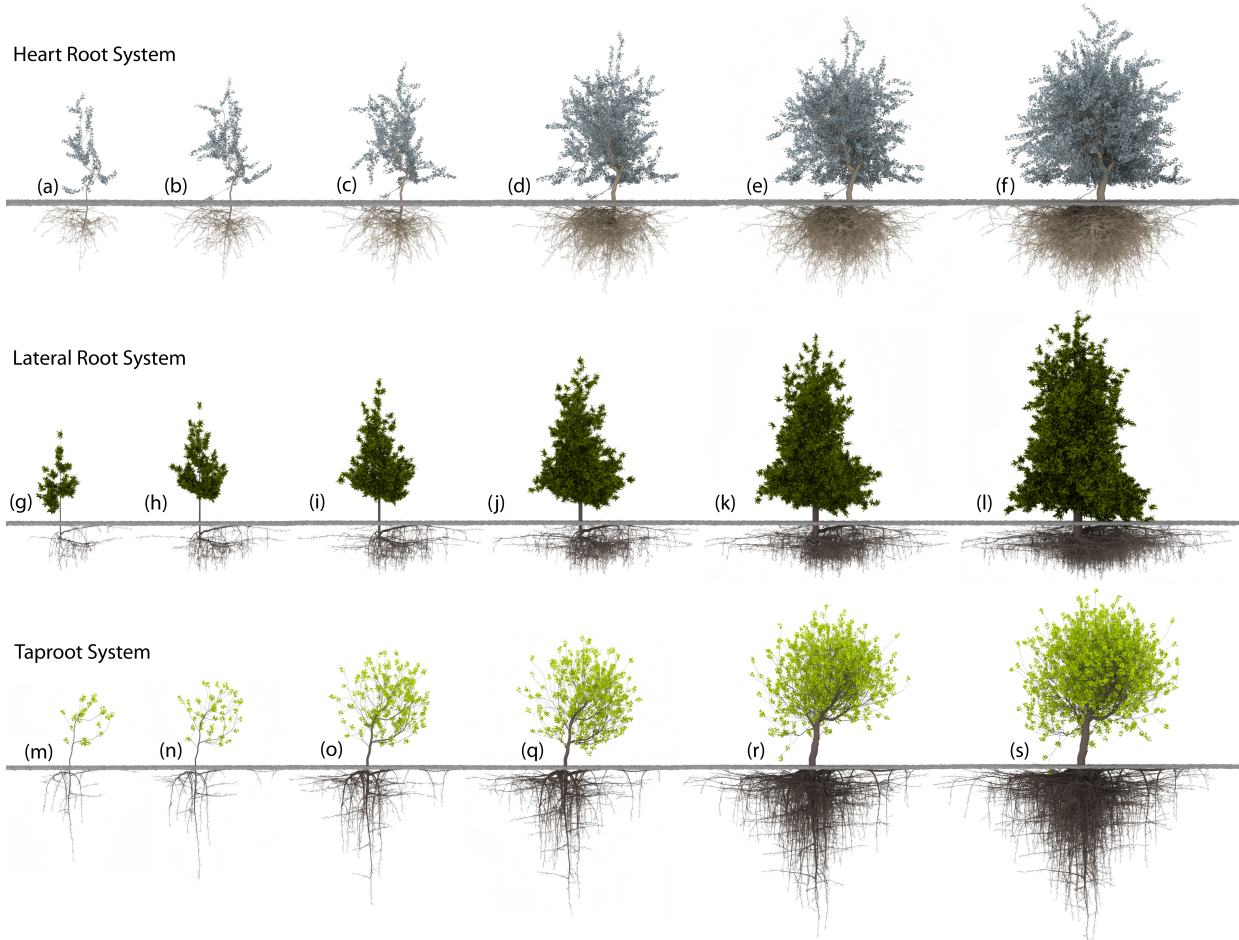 Heart Root System
(a) (b) (c) (d) (e) (f)
Lateral Root System
(g) (h) (i) (j) (k) (l)
Taproot System
(m) (n) (o) (q) (r) (s)